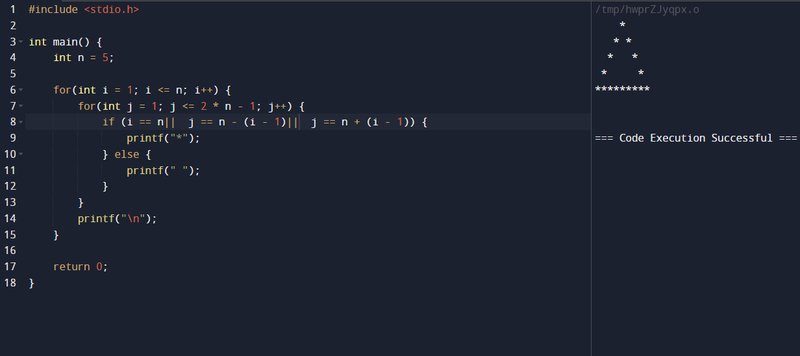 1 #include <stdio.h>
2
3 int main() {
4     int n = 5;
5
6     for(int i = 1; i <= n; i++) {
7         for(int j = 1; j <= 2 * n - 1; j++) {
8             if (i == n||  j == n - (i - 1)||  j == n + (i - 1)) {
9                 printf("*");
10             } else {
11                 printf(" ");
12             }
13         }
14         printf("\n");
15     }
16
17     return 0;
18 }
/tmp/hwprZJyqpx.o
    *
   * *
  *   *
 *     *
*********
=== Code Execution Successful ===